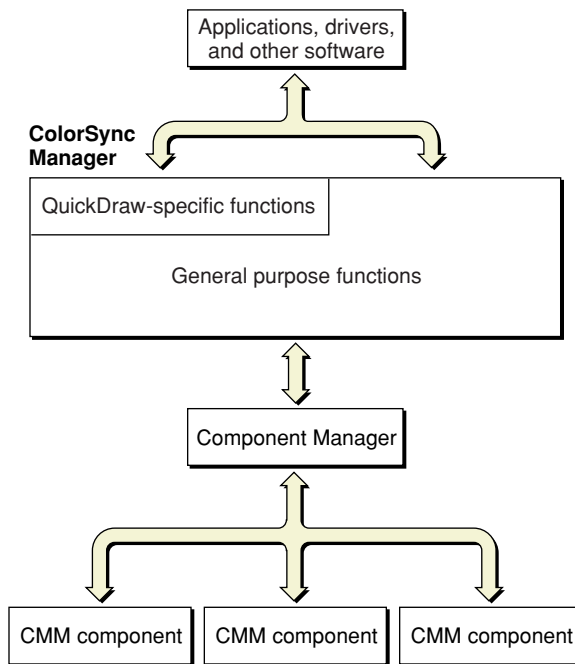 Applications, drivers,
and other software
ColorSync
Manager
QuickDraw-specific functions
General purpose functions
Component Manager
CMM component
CMM component
CMM component